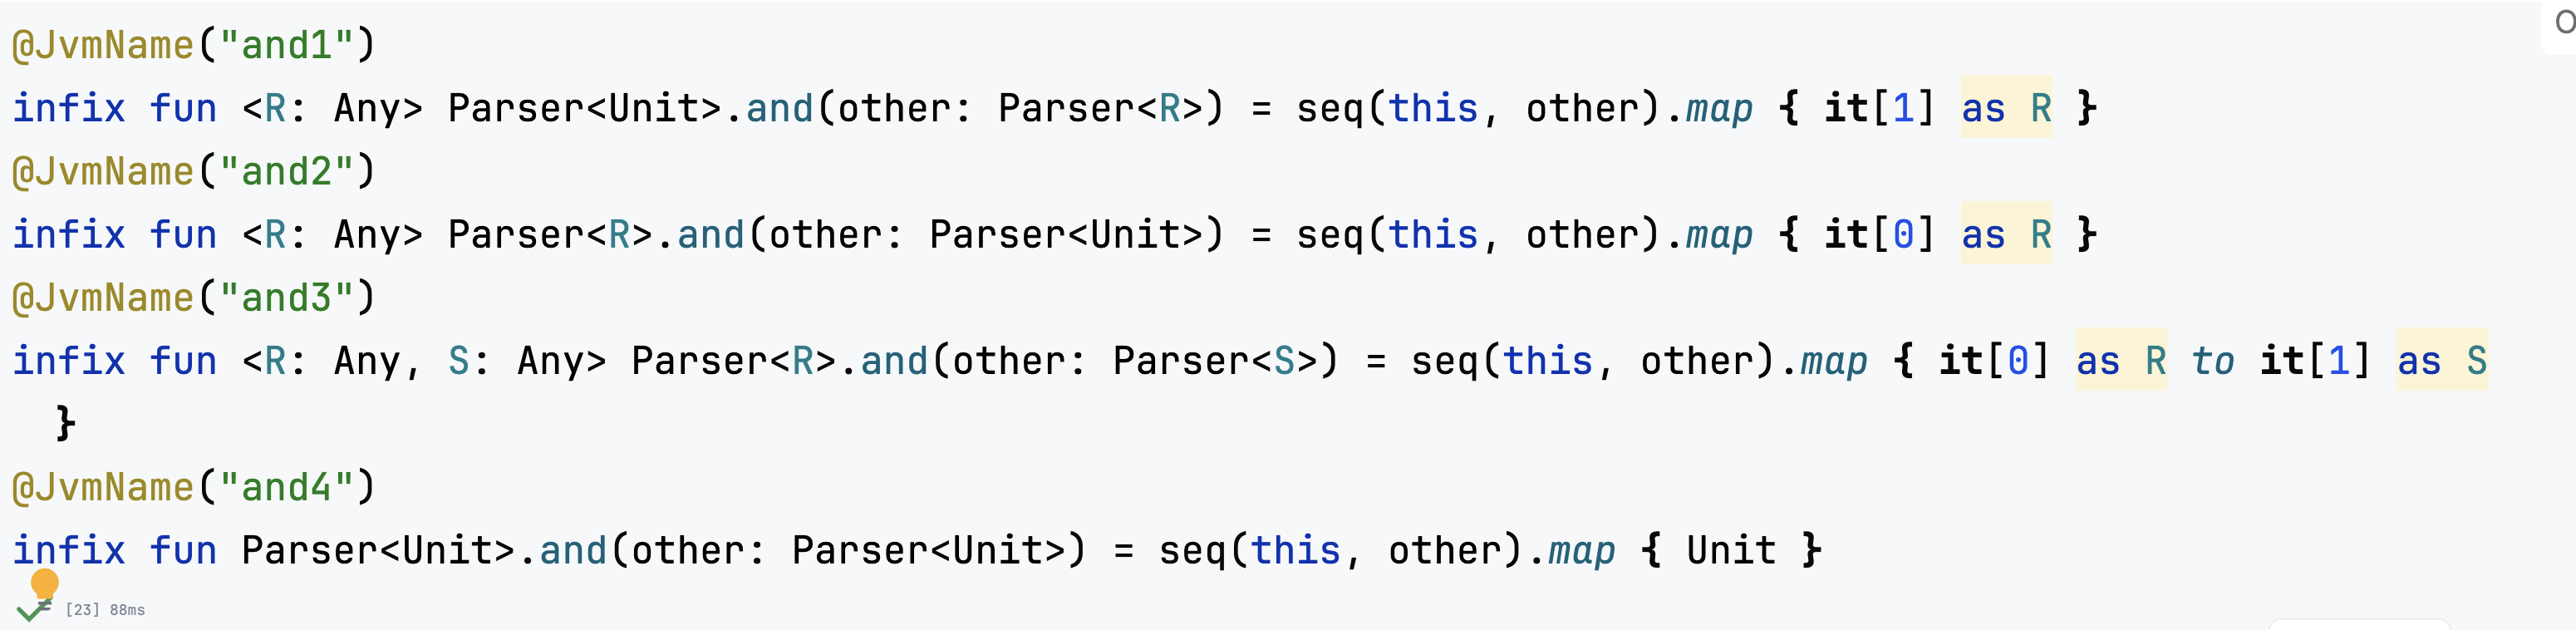 @JvmName("and1")
infix fun <R: Any> Parser<Unit>.and(other: Parser<R>) = seq(this, other).map { it[1] as R }
@JvmName("and2")
infix fun <R: Any> Parser<R>.and(other: Parser<Unit>) = seq(this, other).map { it[0] as R }
@JvmName("and3")
infix fun <R: Any, S: Any> Parser<R>.and(other: Parser<S>) = seq(this, other).map { it[0] as R to it[1] as S
}
@JvmName("and4")
infix fun Parser<Unit>.and(other: Parser<Unit>) = seq(this, other).map { Unit }
[23] 88ms